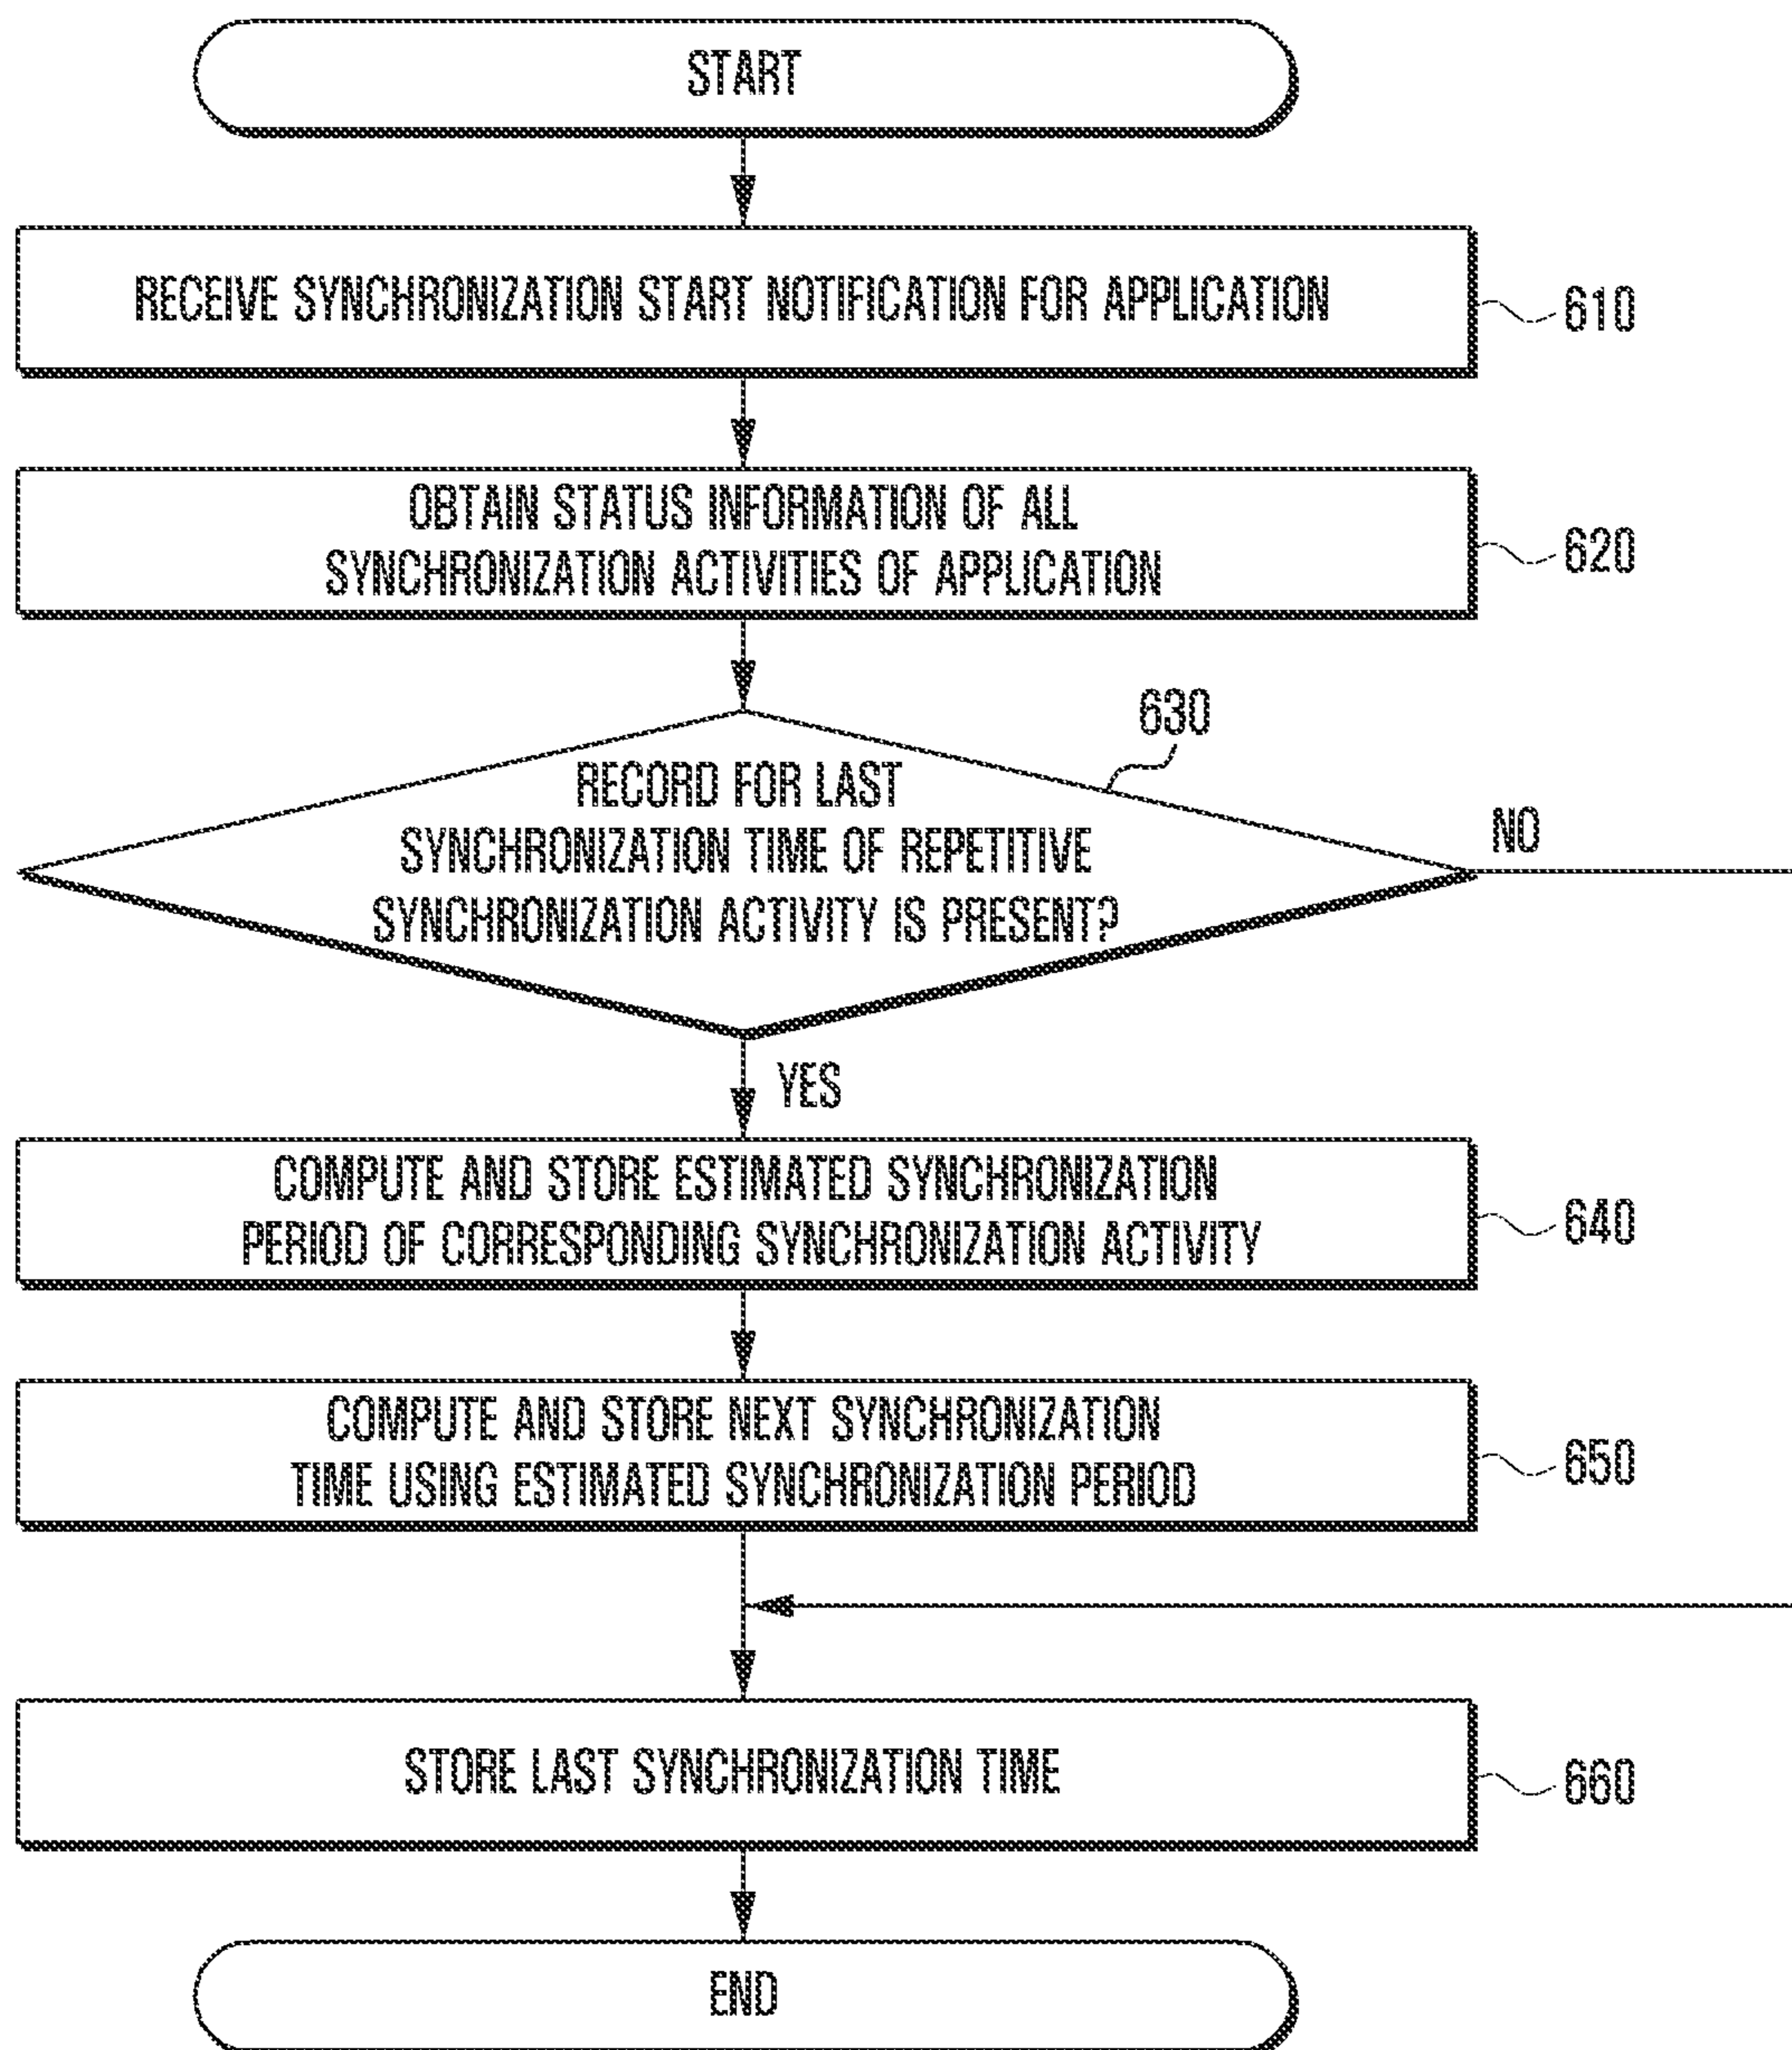 START
RECEIVE SYNCHRONIZATION START NOTIFICATION FOR APPLICATION
610
OBTAIN STATUS INFORMATION OF ALL
SYNCHRONIZATION ACTIVITIES OF APPLICATION
620
630
RECORD FOR LAST
SYNCHRONIZATION TIME OF REPETITIVE
SYNCHRONIZATION ACTIVITY IS PRESENT?
NO
YES
COMPUTE AND STORE ESTIMATED SYNCHRONIZATION
PERIOD OF CORRESPONDING SYNCHRONIZATION ACTIVITY
640
COMPUTE AND STORE NEXT SYNCHRONIZATION
TIME USING ESTIMATED SYNCHRONIZATION PERIOD
650
STORE LAST SYNCHRONIZATION TIME
660
END